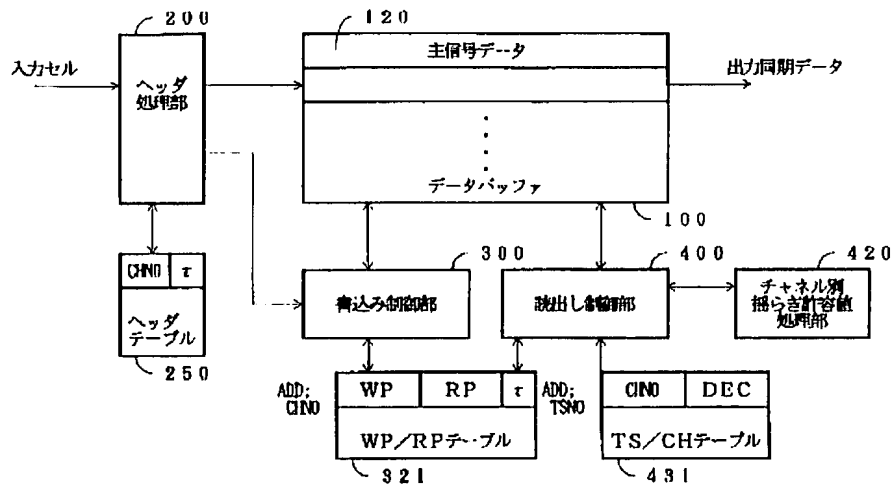 200
120
入力セル
ヘッダ
処理部
主信号データ
出力同期データ
データバッファ
100
300
400
420
CHNO τ
ヘッダ
テーブル
250
書込み制御部
読出し制御部
チャネル別
揺らぎ許容値
処理部
ADD;
CHNO
WP RP τ
WP/RPテーブル
321
ADD;
TSNO
CHNO DEC
TS/CHテーブル
431